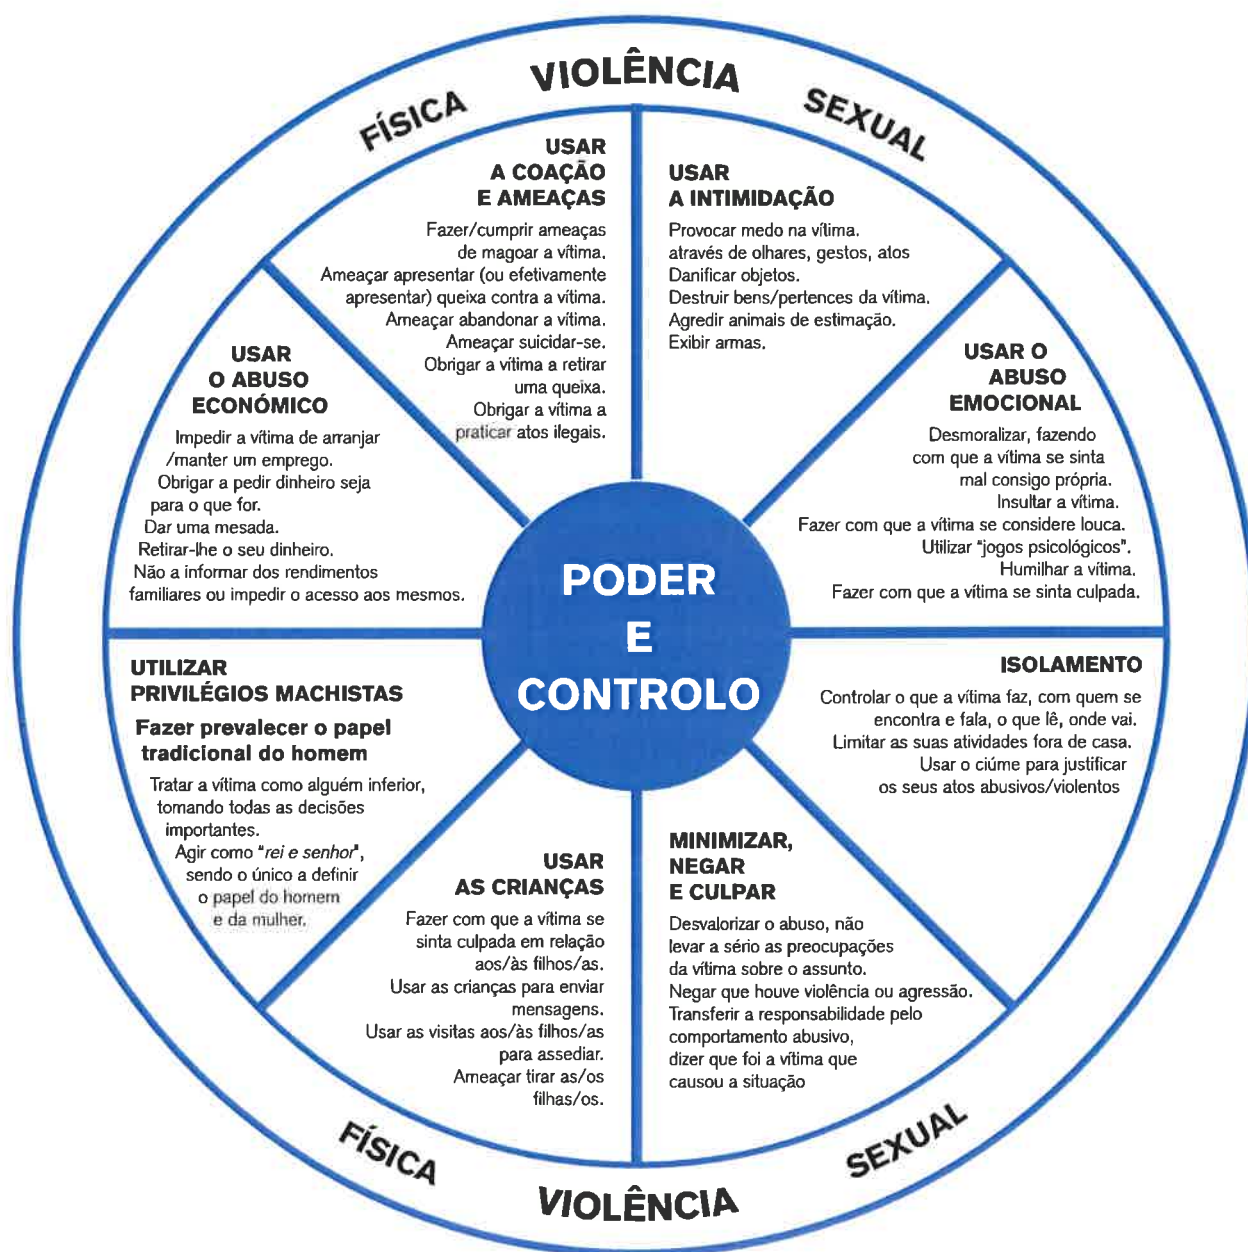 VIOLÊNCIA
FÍSICA
SEXUAL
USAR
A COAÇÃO
E AMEAÇAS
Fazer/cumprir ameaças
de magoar a vítima.
Ameaçar apresentar (ou efetivamente
apresentar) queixa contra a vítima.
Ameaçar abandonar a vítima.
Ameaçar suicidar-se.
Obrigar a vítima a retirar
uma queixa.
Obrigar a vítima a
praticar atos ilegais.
USAR
A INTIMIDAÇÃO
Provocar medo na vítima.
através de olhares, gestos, atos
Danificar objetos.
Destruir bens/pertences da vítima.
Agredir animais de estimação.
Exibir armas.
USAR O
ABUSO
EMOCIONAL
Desmoralizar, fazendo
com que a vítima se sinta
mal consigo própria.
Insultar a vítima.
Fazer com que a vítima se considere louca.
Utilizar "jogos psicológicos".
Humilhar a vítima.
Fazer com que a vítima se sinta culpada.
USAR
O ABUSO
ECONÓMICO
Impedir a vítima de arranjar
/manter um emprego.
Obrigar a pedir dinheiro seja
para o que for.
Dar uma mesada.
Retirar-lhe o seu dinheiro.
Não a informar dos rendimentos
familiares ou impedir o acesso aos mesmos.
PODER
E
CONTROLO
ISOLAMENTO
Controlar o que a vítima faz, com quem se
encontra e fala, o que lê, onde vai.
Limitar as suas atividades fora de casa.
Usar o ciúme para justificar
os seus atos abusivos/violentos
UTILIZAR
PRIVILÉGIOS MACHISTAS
Fazer prevalecer o papel
tradicional do homem
Tratar a vítima como alguém inferior,
tomando todas as decisões
importantes.
Agir como "rei e senhor",
sendo o único a definir
o papel do homem
e da mulher.
USAR
AS CRIANÇAS
Fazer com que a vítima se
sinta culpada em relação
aos/às filhos/as.
Usar as crianças para enviar
mensagens.
Usar as visitas aos/às filhos/as
para assediar.
Ameaçar tirar as/os
filhas/os.
MINIMIZAR,
NEGAR
E CULPAR
Desvalorizar o abuso, não
levar a sério as preocupações
da vítima sobre o assunto.
Negar que houve violência ou agressão.
Transferir a responsabilidade pelo
comportamento abusivo,
dizer que foi a vítima que
causou a situação
FÍSICA
SEXUAL
VIOLÊNCIA